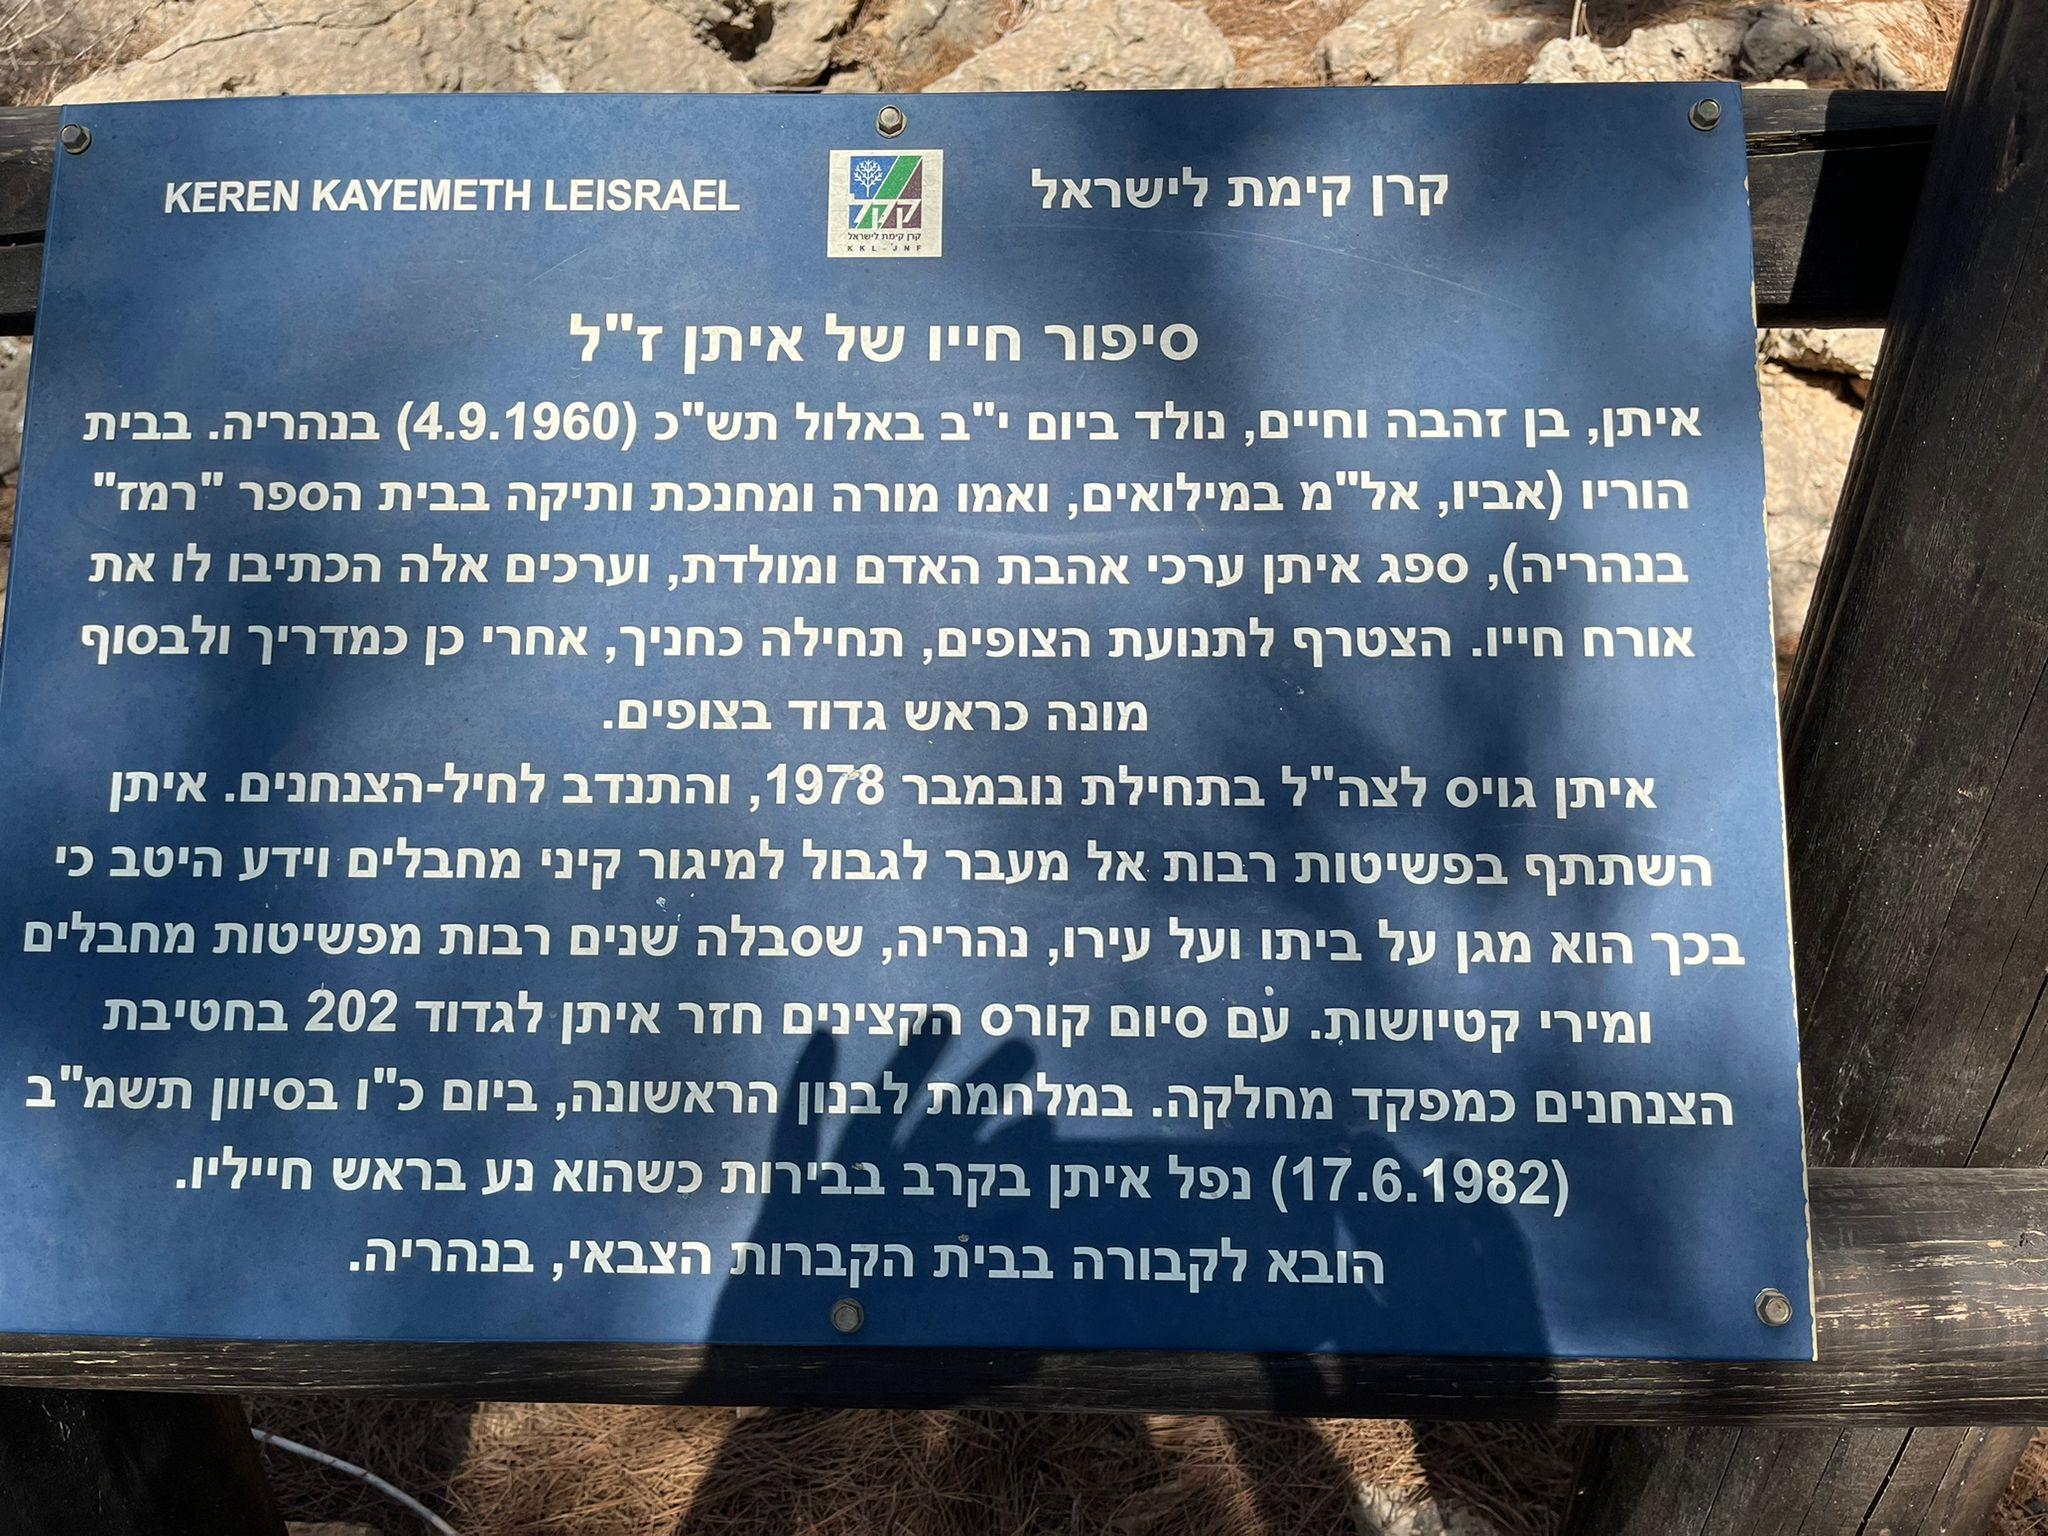 KEREN KAYEMETH LEISRAEL
קרן קימת לישראל
קרן קימת לישראל
KKL - JNF
סיפור חייו של איתן ז"ל
איתן, בן זהבה וחיים, נולד ביום י"ב באלול תש"כ (4.9.1960) בנהריה. בבית
הוריו (אביו, אל"מ במילואים, ואמו מורה ומחנכת ותיקה בבית הספר "רמז"
בנהריה), ספג איתן ערכי אהבת האדם ומולדת, וערכים אלה הכתיבו לו את
אורח חייו. הצטרף לתנועת הצופים, תחילה כחניך, אחרי כן כמדריך ולבסוף
מונה כראש גדוד בצופים.
איתן גויס לצה"ל בתחילת נובמבר 1978, והתנדב לחיל-הצנחנים. איתן
השתתף בפשיטות רבות אל מעבר לגבול למיגור קיני מחבלים וידע היטב כי
בכך הוא מגן על ביתו ועל עירו, נהריה, שסבלה שנים רבות מפשיטות מחבלים
ומירי קטיושות. עם סיום קורס הקצינים חזר איתן לגדוד 202 בחטיבת
הצנחנים כמפקד מחלקה. במלחמת לבנון הראשונה, ביום כ"ו בסיוון תשמ"ב
(17.6.1982) נפל איתן בקרב בבירות כשהוא נע בראש חייליו.
הובא לקבורה בבית הקברות הצבאי, בנהריה.